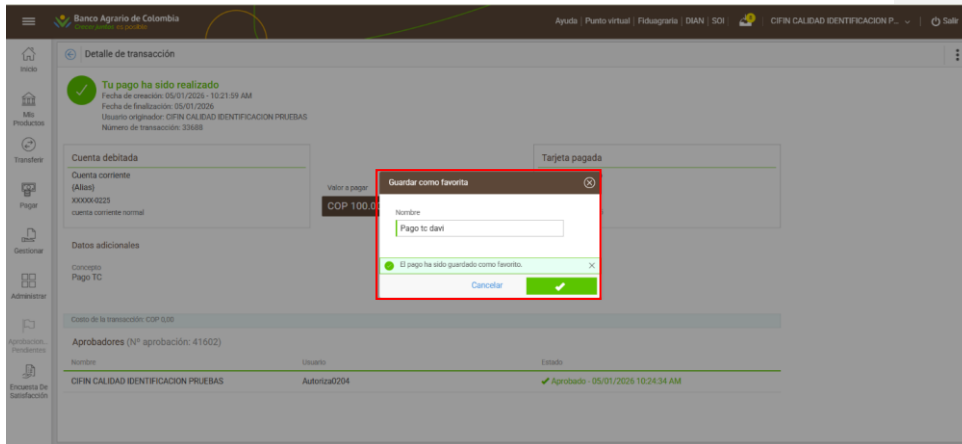 Banco Agrario de Colombia
Crecer juntos es posible
Ayuda | Punto virtual | Fiduagraria | DIAN | SOI
CIFIN CALIDAD IDENTIFICACION P...
Salir
Inicio
Mis Productos
Transferir
Pagar
Gestionar
Administrar
Aprobacion... Pendientes
Encuesta De Satisfacción
Detalle de transacción
Tu pago ha sido realizado
Fecha de creación: 05/01/2026 - 10:21:59 AM
Fecha de finalización: 05/01/2026
Usuario originador: CIFIN CALIDAD IDENTIFICACION PRUEBAS
Número de transacción: 33688
Cuenta debitada
Cuenta corriente
(Alias)
XXXXX-0225
cuenta corriente normal
Valor a pagar
COP 100.0
Tarjeta pagada
Guardar como favorita
Nombre
Pago tc davi
El pago ha sido guardado como favorito.
Cancelar
Datos adicionales
Concepto
Pago TC
Costo de la transacción: COP 0,00
Aprobadores (Nº aprobación: 41602)
Nombre Usuario Estado
CIFIN CALIDAD IDENTIFICACION PRUEBAS Autoriza0204 Aprobado - 05/01/2026 10:24:34 AM